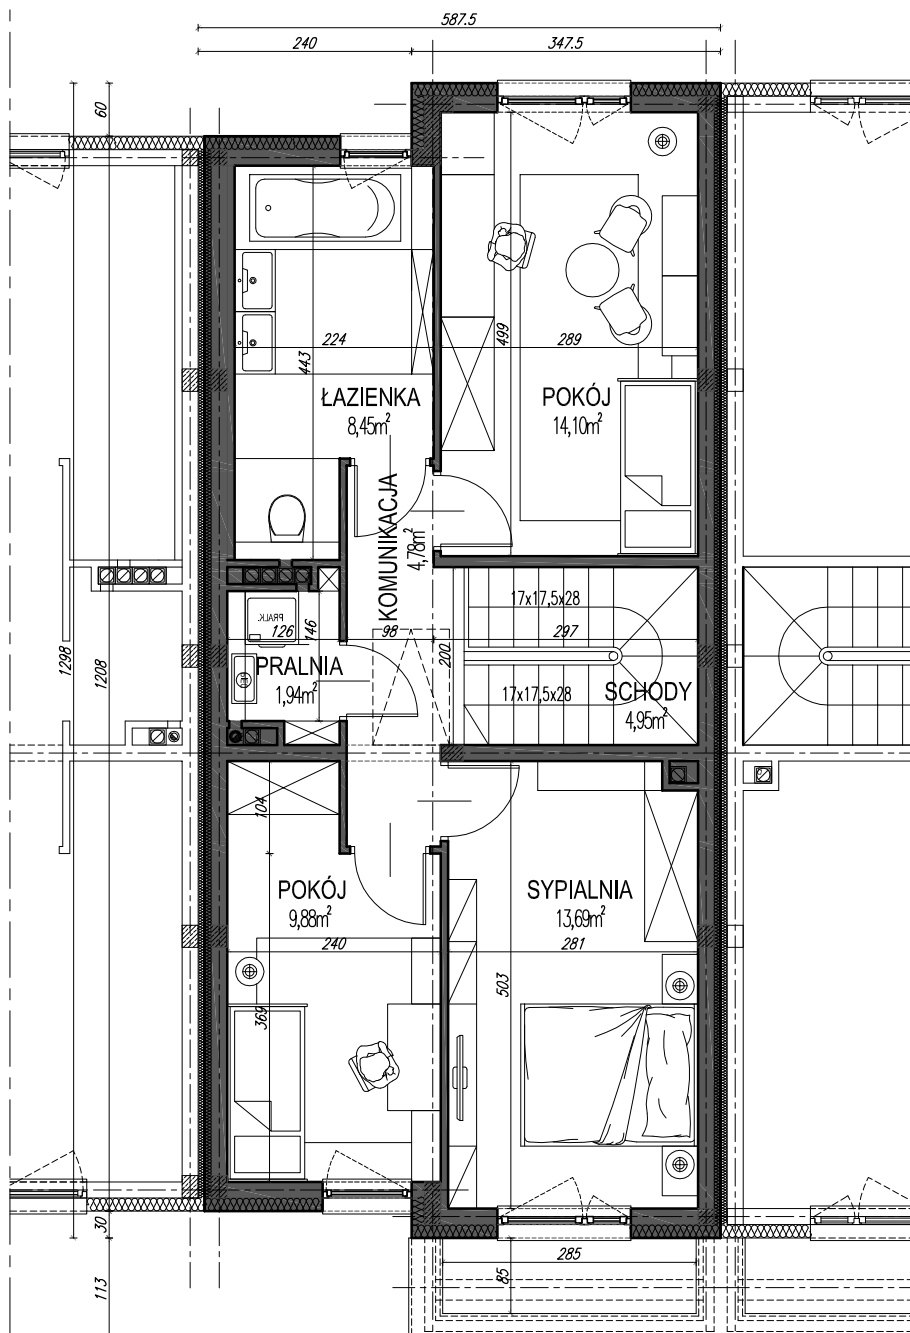 587.5
240
347.5
60
224
443
499
289
ŁAZIENKA
8,45m²
POKÓJ
14,10m²
KOMUNIKACJA
4,78m²
17x17,5x28
PRALK.
126
146
98
297
200
1298
1208
PRALNIA
1,94m²
17x17,5x28
SCHODY
4,95m²
104
POKÓJ
9,88m²
SYPIALNIA
13,69m²
240
281
503
369
30
285
85
113